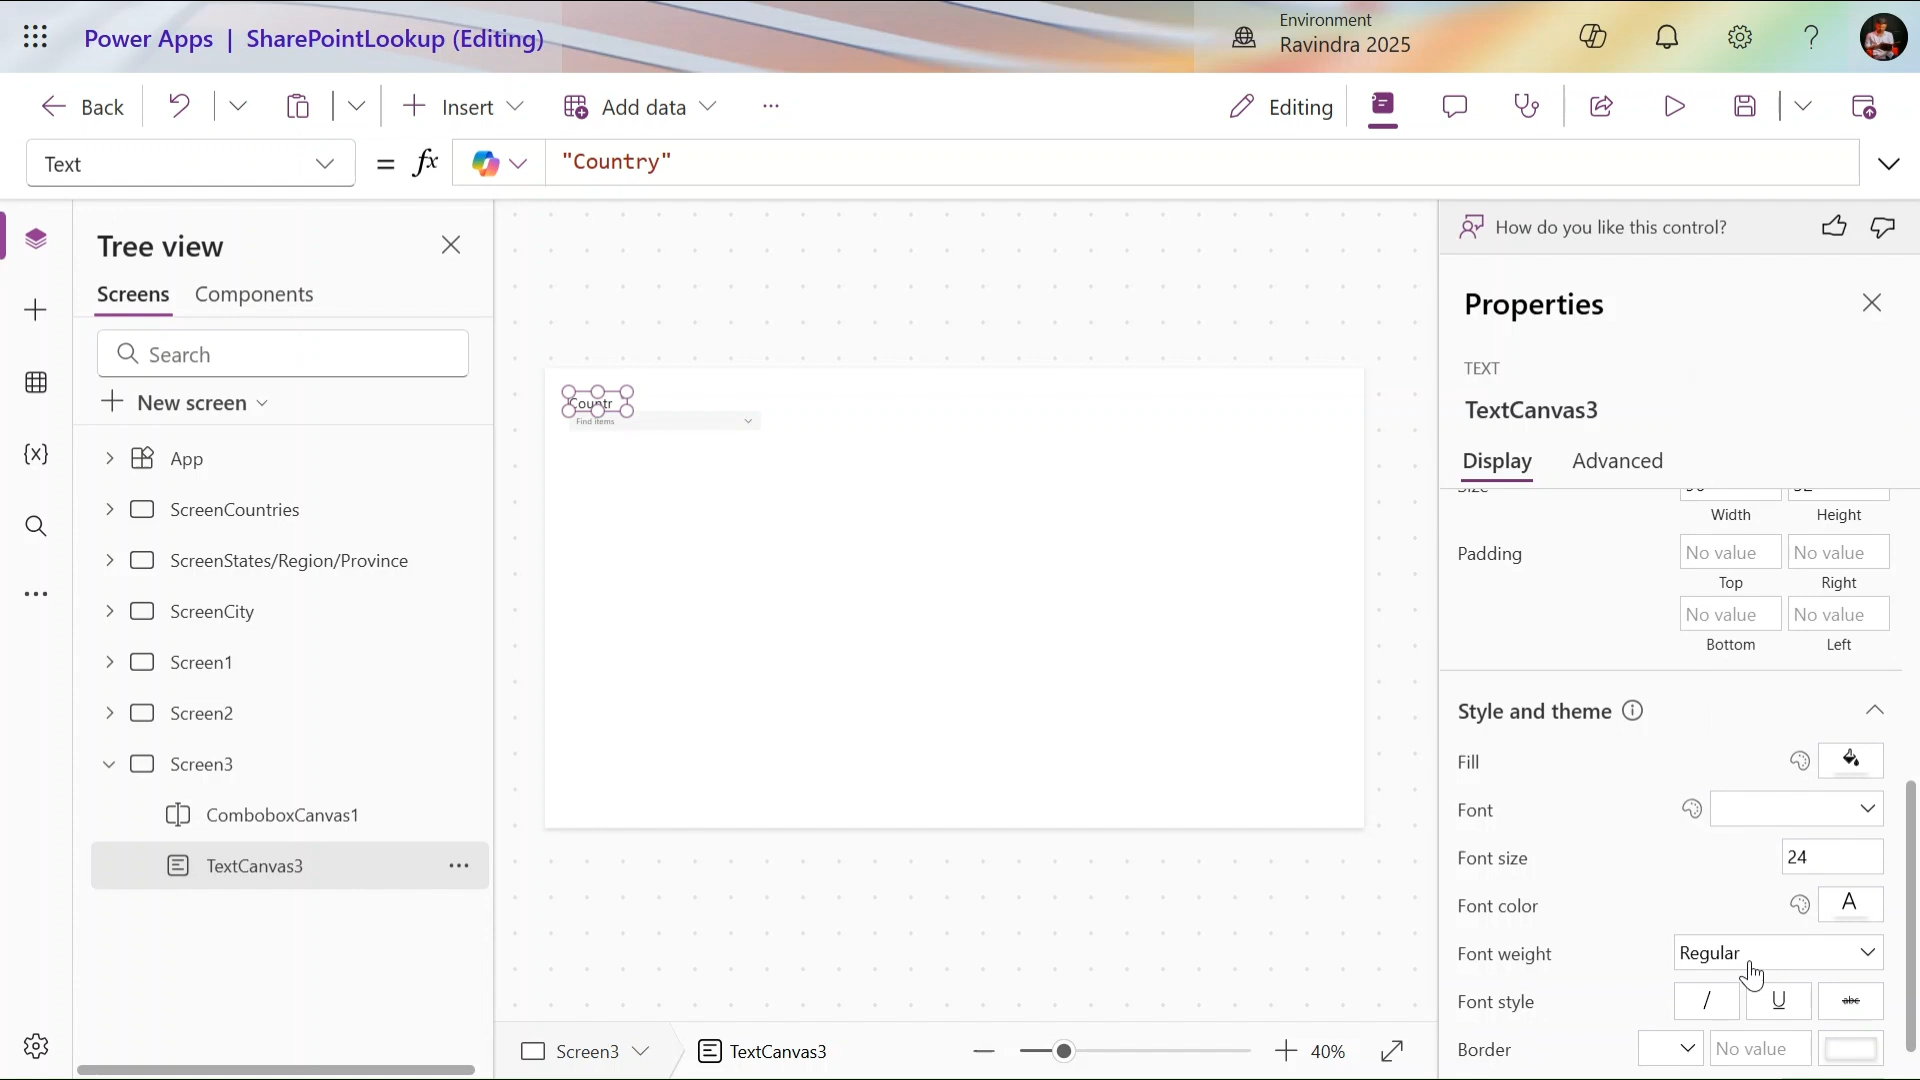 Power Apps | SharePointLookup (Editing)
Environment
Ravindra 2025
Back
Insert
Add data
Editing
Text
= fx
"Country"
Tree view
Screens Components
Search
New screen
App
ScreenCountries
ScreenStates/Region/Province
ScreenCity
Screen1
Screen2
Screen3
ComboboxCanvas1
TextCanvas3
Countr
Find items
Screen3
TextCanvas3
40%
How do you like this control?
Properties
TEXT
TextCanvas3
Display Advanced
Width Height
Padding
No value No value
Top Right
No value No value
Bottom Left
Style and theme
Fill
Font
Font size 24
Font color A
Font weight Regular
Font style / U abc
Border No value